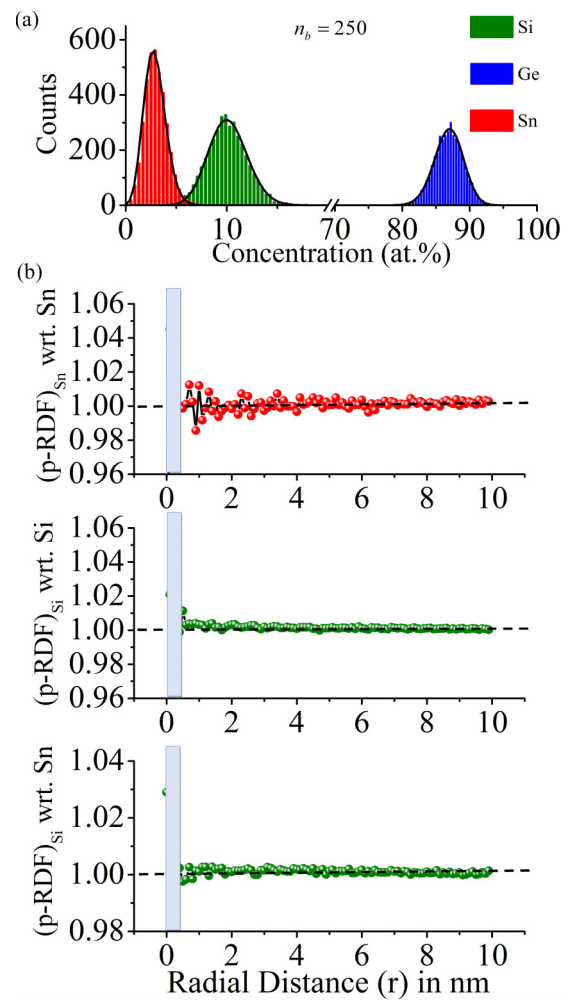 (a)
n_b = 250
Si
Ge
Sn
Counts
600
400
200
0
0 10 70 80 90 100
Concentration (at.%)
(b)
(p-RDF)Sn wrt. Sn
1.06
1.04
1.02
1.00
0.98
0.96
0 2 4 6 8 10
(p-RDF)Si wrt. Si
1.06
1.04
1.02
1.00
0.98
0.96
0 2 4 6 8 10
(p-RDF)Si wrt. Sn
1.04
1.02
1.00
0.98
0 2 4 6 8 10
Radial Distance (r) in nm